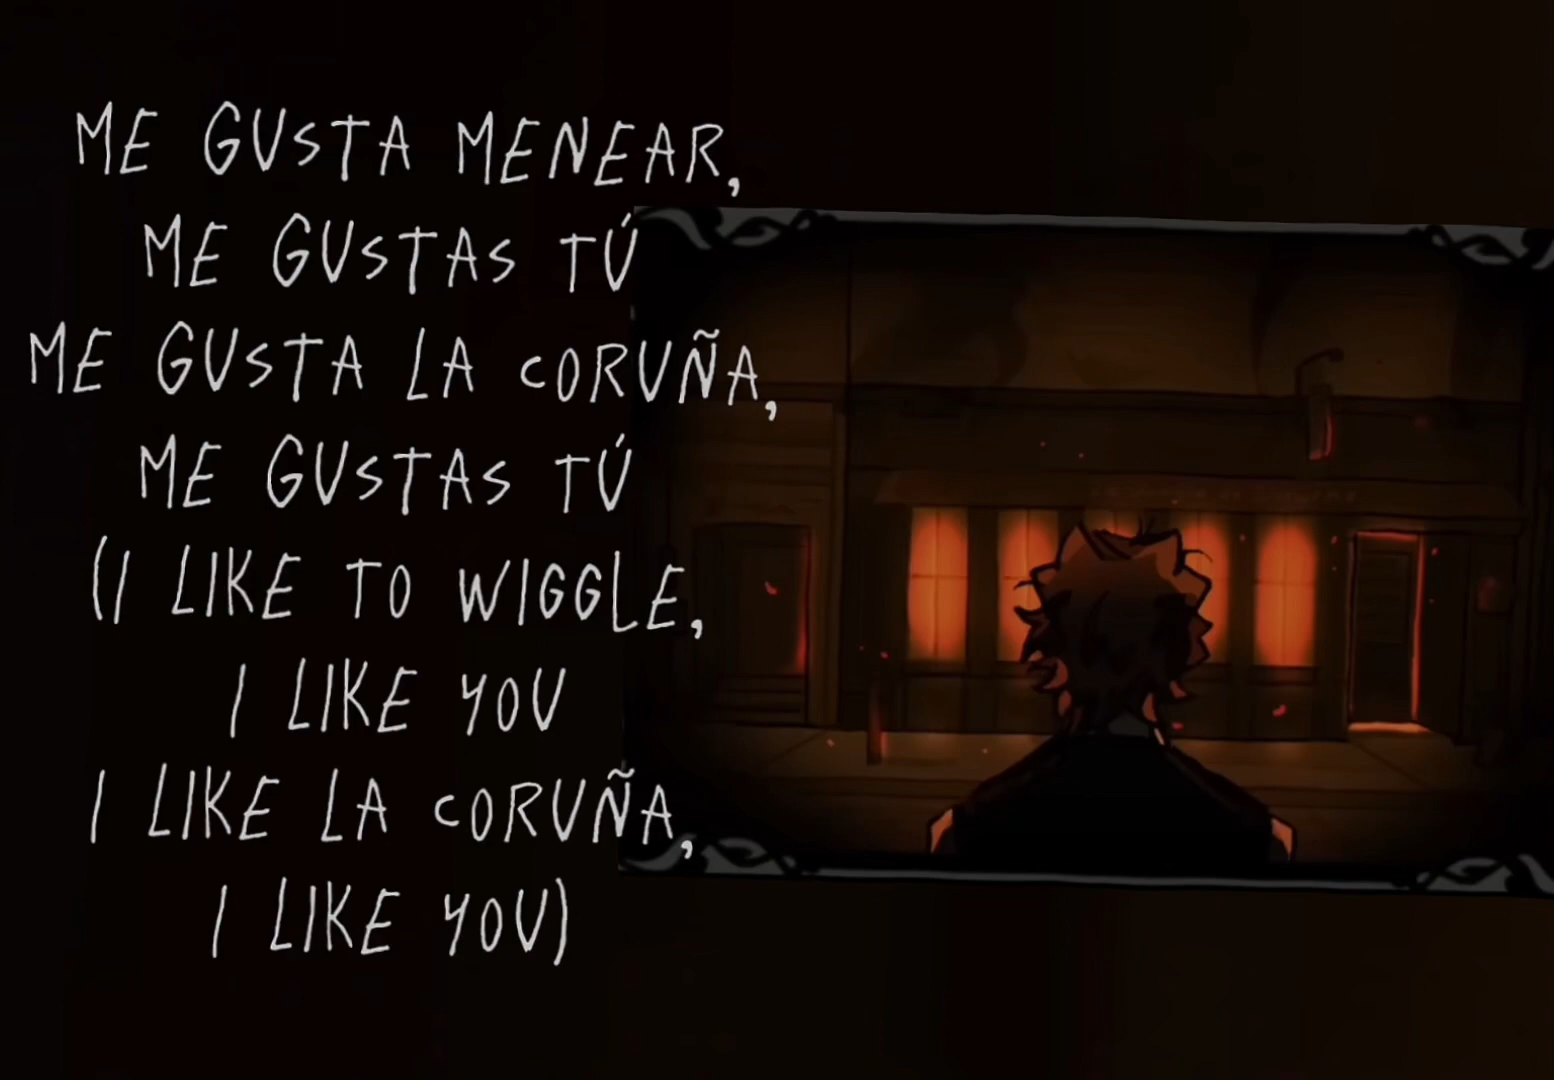 ME GUSTA MENEAR,
ME GUSTAS TÚ
ME GUSTA LA CORUÑA,
ME GUSTAS TÚ
(I LIKE TO WIGGLE,
I LIKE YOU
I LIKE LA CORUÑA,
I LIKE YOU)